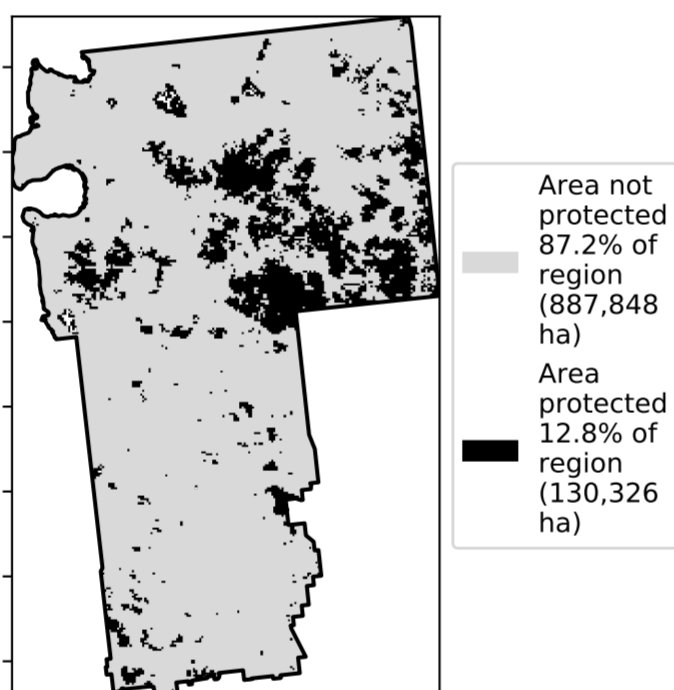 Area not
protected
87.2% of
region
(887,848
ha)
Area
protected
12.8% of
region
(130,326
ha)